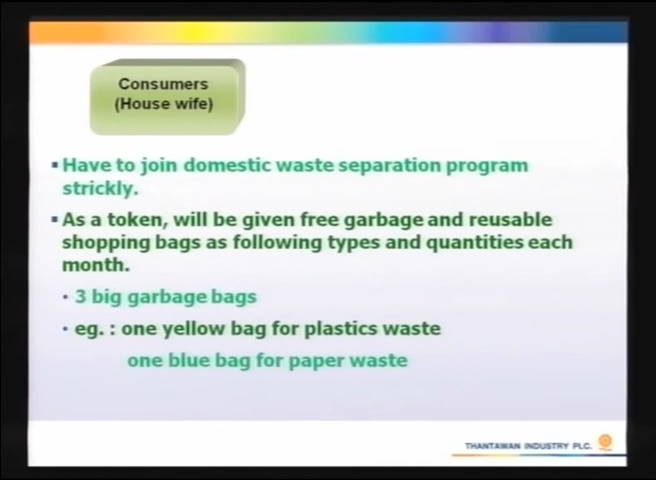 Consumers
(House wife)
▪ Have to join domestic waste separation program
strickly.
▪ As a token, will be given free garbage and reusable
shopping bags as following types and quantities each
month.
• 3 big garbage bags
• eg. : one yellow bag for plastics waste
one blue bag for paper waste
THANTAWAN INDUSTRY PLC.